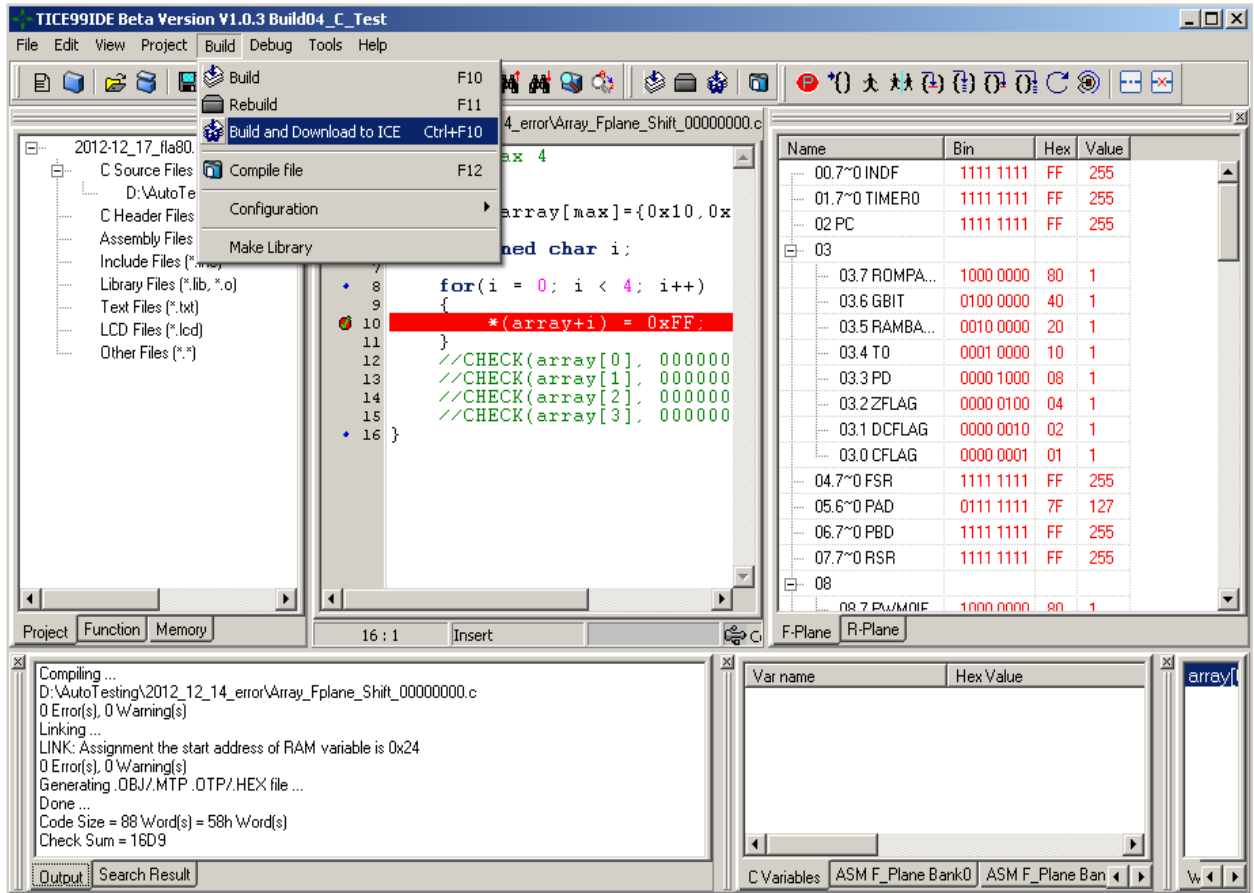 TICE99IDE Beta Version V1.0.3 Build04_C_Test
File Edit View Project Build Debug Tools Help
Build F10
Rebuild F11
Build and Download to ICE Ctrl+F10
Compile file F12
Configuration
Make Library
2012-12_17_fla80.
C Source Files
D:\AutoTe
C Header Files
Assembly Files
Include Files (*.inc)
Library Files (*.lib, *.o)
Text Files (*.txt)
LCD Files (*.lcd)
Other Files (*.*)
Project Function Memory
4_error\Array_Fplane_Shift_00000000.c
ax 4
array[max]={0x10,0x
ned char i;
7
8 for(i = 0; i < 4; i++)
9 {
10 *(array+i) = 0xFF;
11 }
12 //CHECK(array[0], 000000
13 //CHECK(array[1], 000000
14 //CHECK(array[2], 000000
15 //CHECK(array[3], 000000
16 }
16 : 1 Insert
Name Bin Hex Value
00.7~0 INDF 1111 1111 FF 255
01.7~0 TIMER0 1111 1111 FF 255
02 PC 1111 1111 FF 255
03
03.7 ROMPA... 1000 0000 80 1
03.6 GBIT 0100 0000 40 1
03.5 RAMBA... 0010 0000 20 1
03.4 T0 0001 0000 10 1
03.3 PD 0000 1000 08 1
03.2 ZFLAG 0000 0100 04 1
03.1 DCFLAG 0000 0010 02 1
03.0 CFLAG 0000 0001 01 1
04.7~0 FSR 1111 1111 FF 255
05.6~0 PAD 0111 1111 7F 127
06.7~0 PBD 1111 1111 FF 255
07.7~0 RSR 1111 1111 FF 255
08
08.7 PWM0IF 1000 0000 80 1
F-Plane R-Plane
Compiling ...
D:\AutoTesting\2012_12_14_error\Array_Fplane_Shift_00000000.c
0 Error(s), 0 Warning(s)
Linking ...
LINK: Assignment the start address of RAM variable is 0x24
0 Error(s), 0 Warning(s)
Generating .OBJ/.MTP .OTP/.HEX file ...
Done ...
Code Size = 88 Word(s) = 58h Word(s)
Check Sum = 16D9
Output Search Result
Var name Hex Value
C Variables ASM F_Plane Bank0 ASM F_Plane Ban
array[